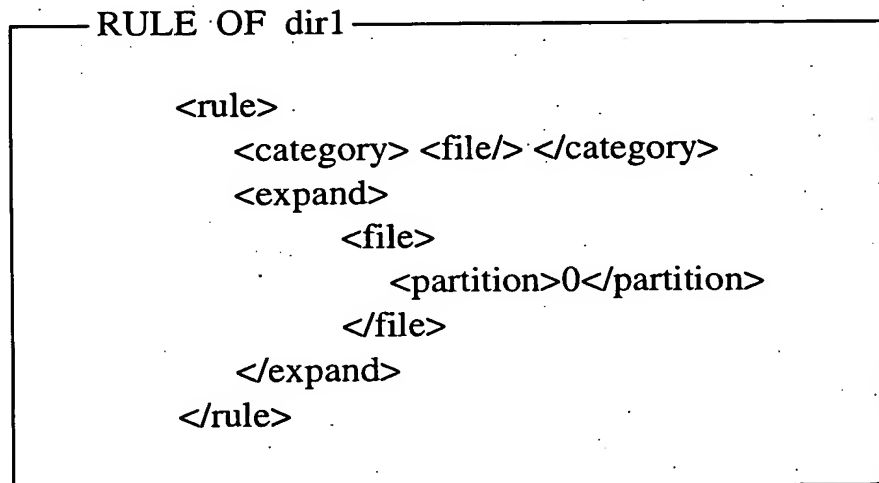 RULE OF dir1
<rule>
<category> <file/> </category>
<expand>
<file>
<partition>0</partition>
</file>
</expand>
</rule>